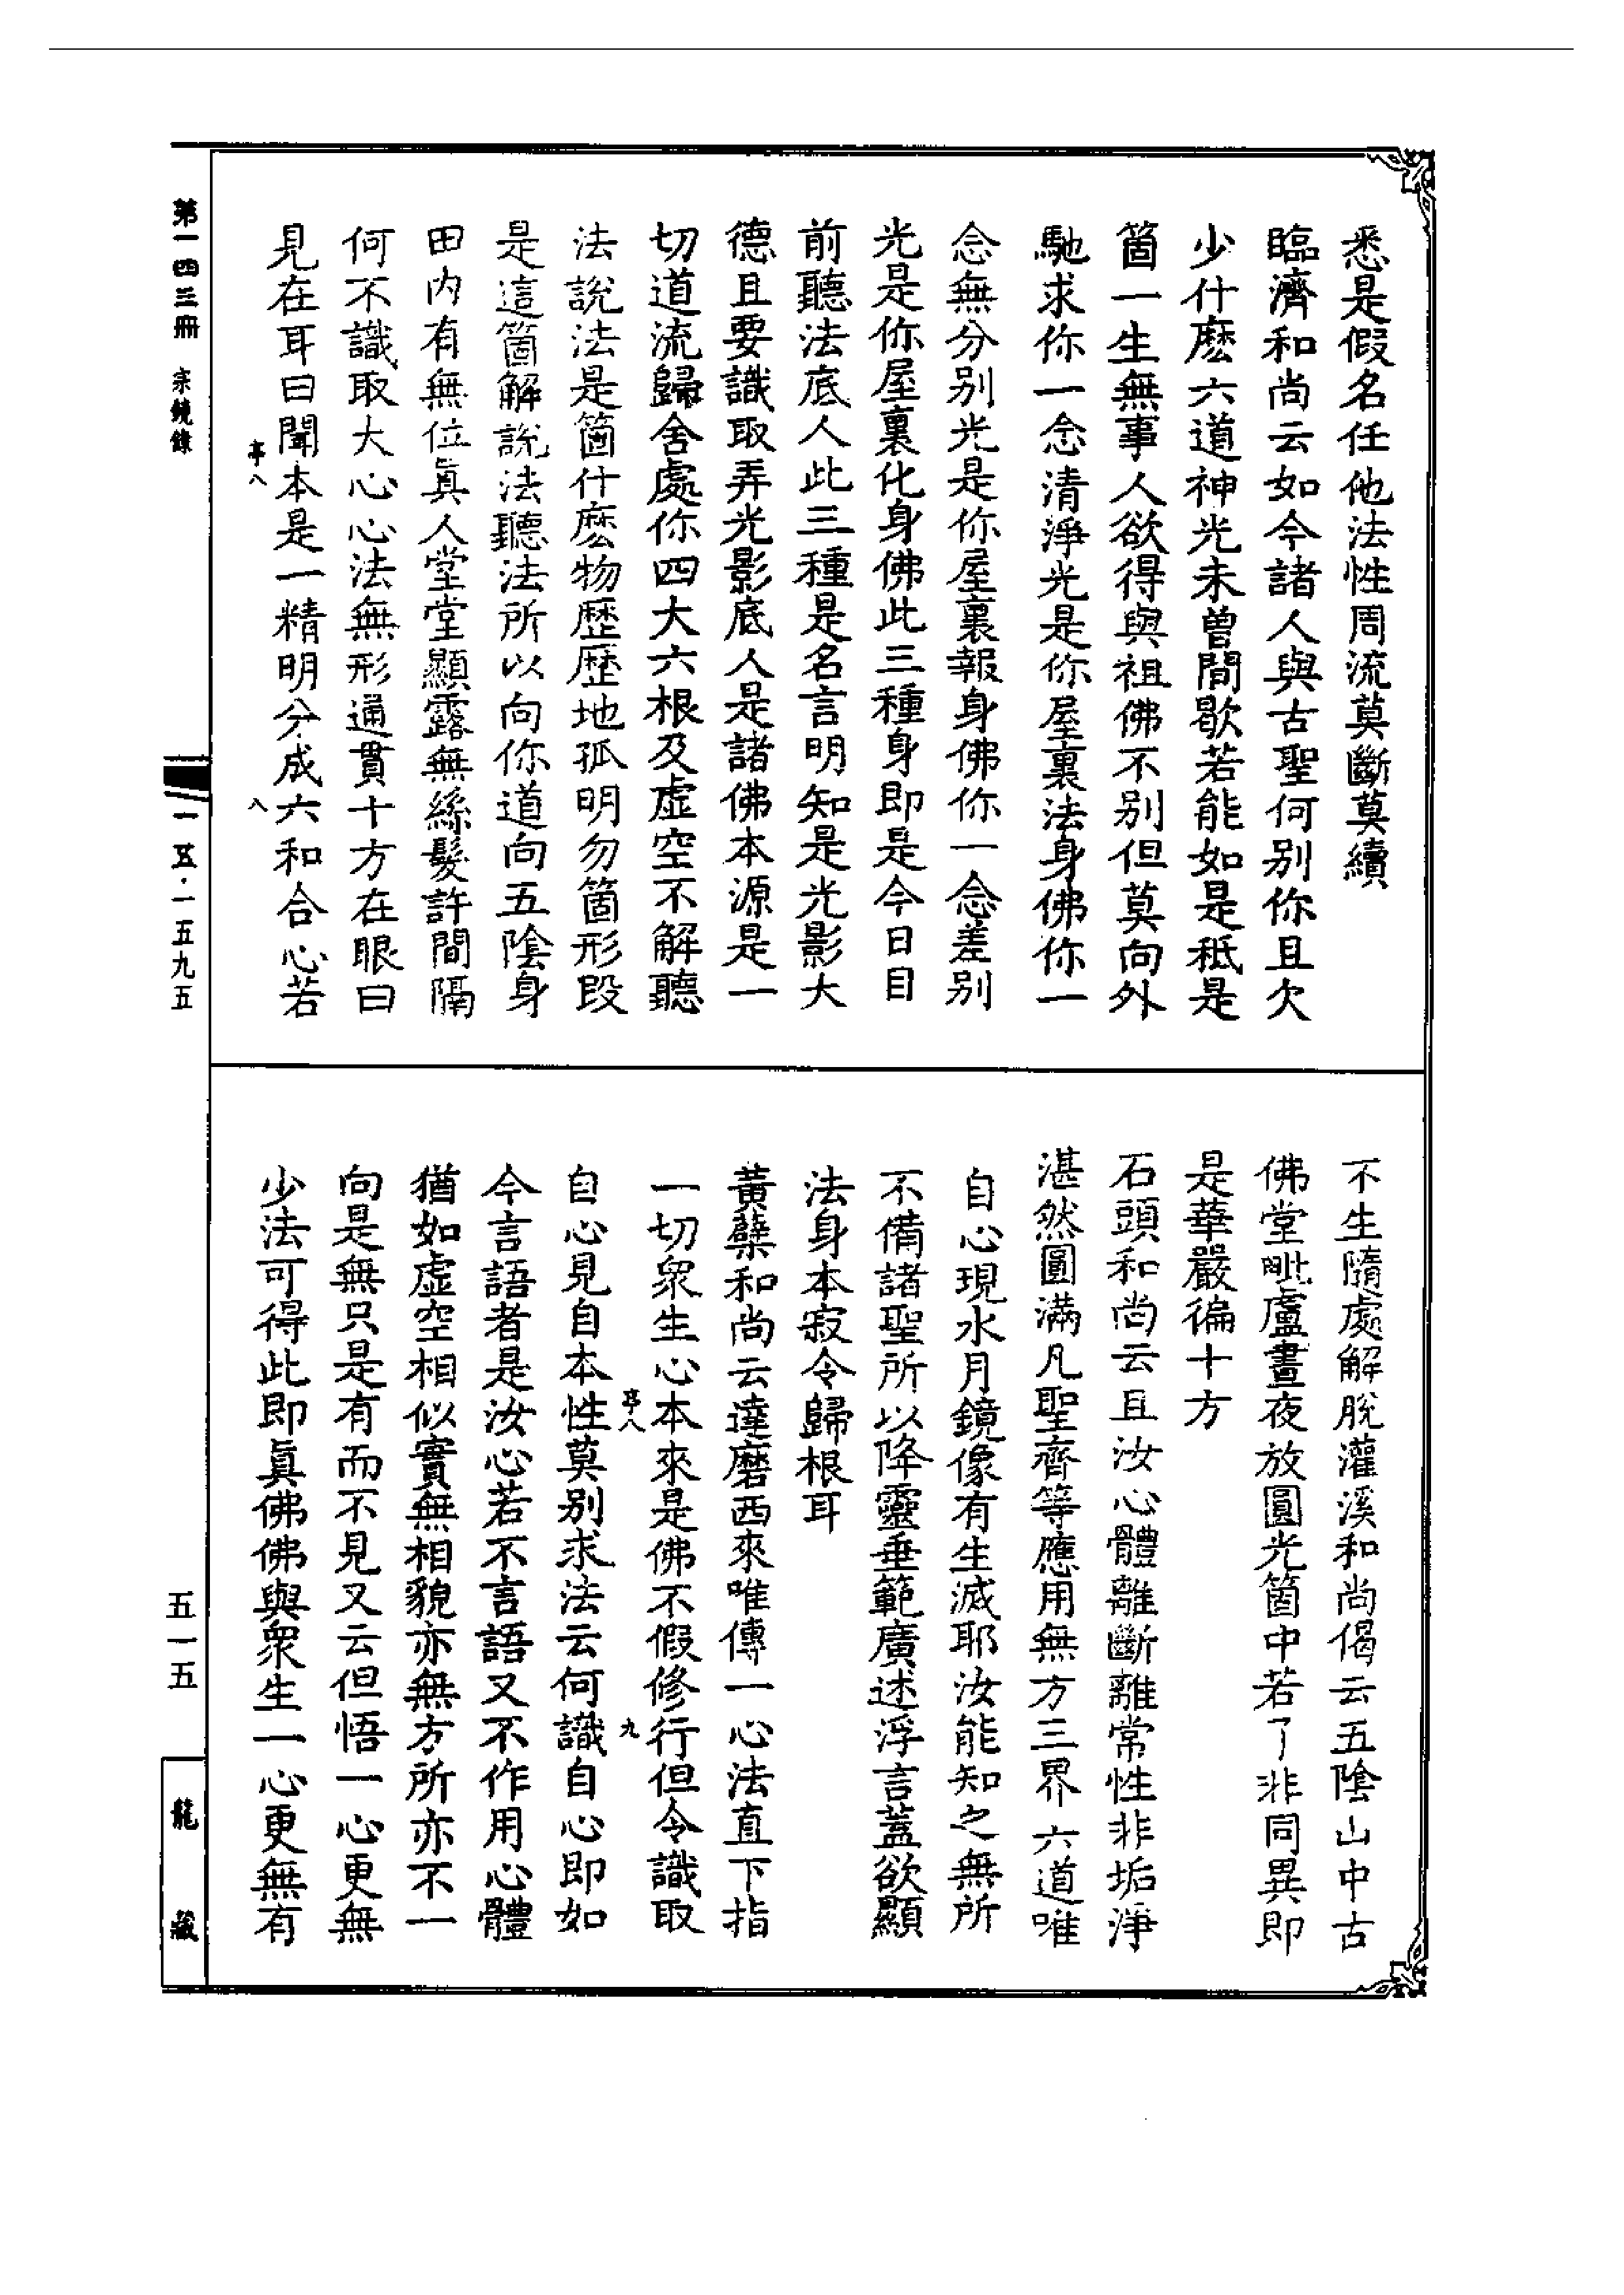 悉是假名任他法性周流莫斷莫續
臨濟和尚云如今諸人與古聖何别你且欠
少什麽六道神光未曾間歇若能如是秖是
箇一生無事人欲得與祖佛不别但莫向外
馳求你一念清淨光是你屋裏法身佛你一
念無分别光是你屋裏報身佛你一念差别
光是你屋裏化身佛此三種身即是今日目
前聽法底人此三種是名言明知是光影大
德且要識取弄光影底人是諸佛本源是一
切道流歸舍處你四大六根及虚空不解聽
法說法是箇什麽物歷歷地孤明勿箇形段
是這箇解說法聽法所以向你道向五陰身
田内有無位真人堂堂顯露無絲髮許間隔
何不識取大心心法無形通貫十方在眼曰
見在耳曰聞本是一精明分成六和合心若
亭八
八
不生隨處解脫灌溪和尚偈云五陰山中古
佛堂毗盧晝夜放圓光箇中若了非同異即
是華嚴徧十方
石頭和尚云且汝心體離斷離常性非垢淨
湛然圓滿凡聖齊等應用無方三界六道唯
自心現水月鏡像有生滅耶汝能知之無所
不備諸聖所以降靈垂範廣述浮言蓋欲顯
法身本寂令歸根耳
黃蘗和尚云達磨西來唯傳一心法直下指
一切衆生心本來是佛不假修行但令識取
亭八
九
自心見自本性莫别求法云何識自心即如
今言語者是汝心若不言語又不作用心體
猶如虚空相似實無相貌亦無方所亦不一
向是無只是有而不見又云但悟一心更無
少法可得此即真佛佛與衆生一心更無有
第一四三冊 宗鏡錄
一五·一五九五
五一五
龍藏